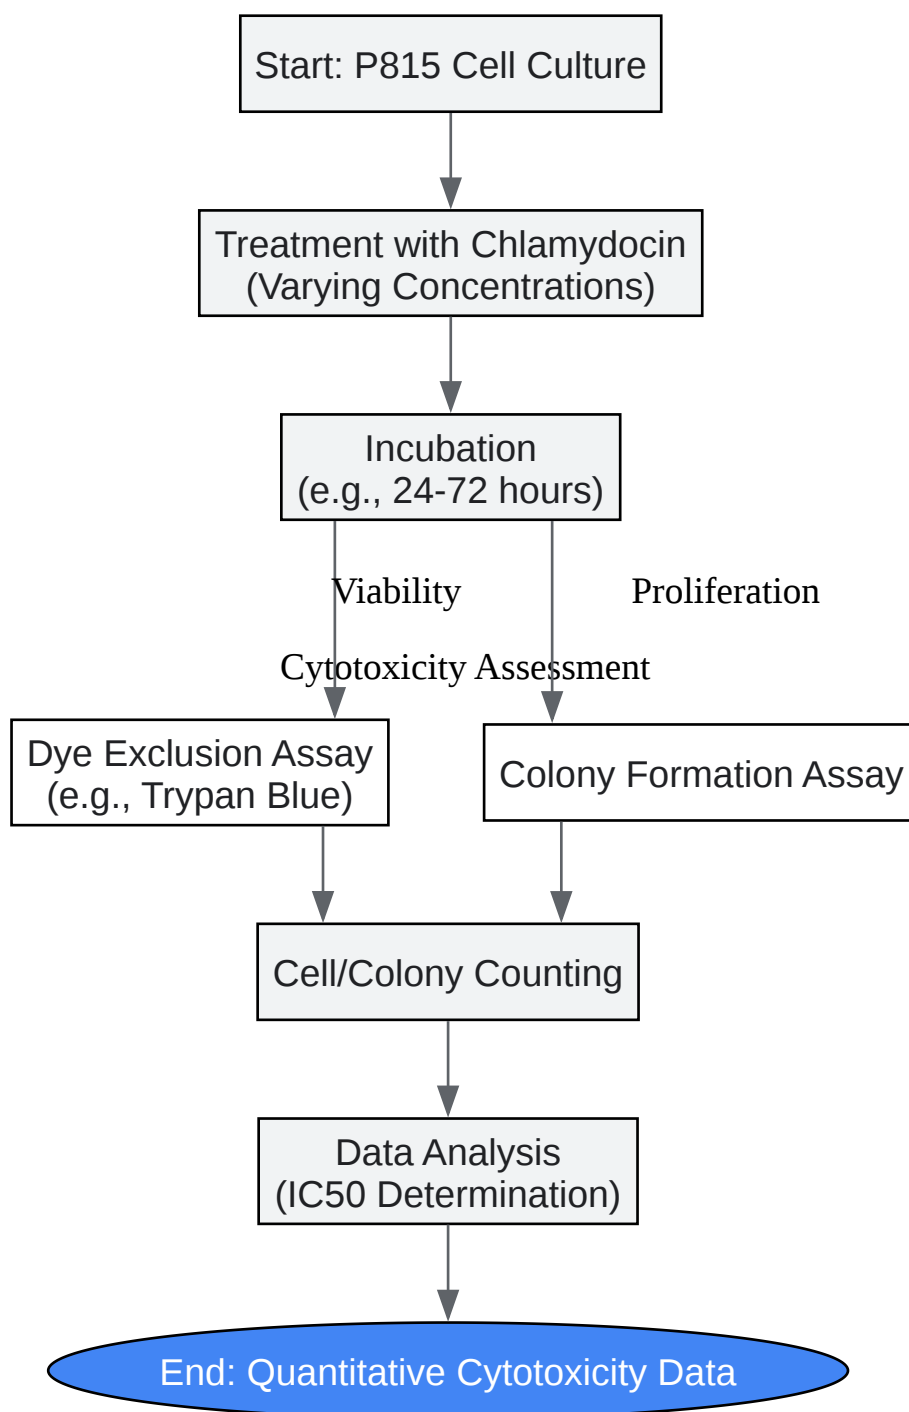 Start: P815 Cell Culture
Treatment with Chlamydocin
(Varying Concentrations)
Incubation
(e.g., 24-72 hours)
Viability
Proliferation
Cytotoxicity Assessment
Dye Exclusion Assay
(e.g., Trypan Blue)
Colony Formation Assay
Cell/Colony Counting
Data Analysis
(IC50 Determination)
End: Quantitative Cytotoxicity Data